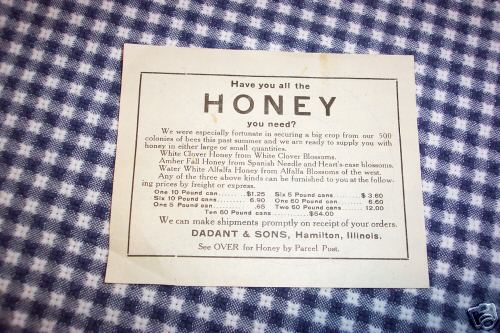 Have you all the
HONEY
you need?
We were especially fortunate in securing a big crop from our 500
colonies of bees this past summer and we are ready to supply you with
honey in either large or small quantities.
White Clover Honey from White Clover Blossoms.
Amber Fall Honey from Spanish Needle and Heart's-ease blossoms.
Water White Alfalfa Honey from Alfalfa Blossoms of the west.
Any of the three above kinds can be furnished to you at the follow-
ing prices by freight or express.
One 10 Pound can ..... $1.25 Six 5 Pound cans ..... $ 3.60
Six 10 Pound cans ..... 6.90 One 60 Pound can ..... 6.60
One 5 Pound can ..... .65 Two 60 Pound cans ..... 12.00
Ten 60 Pound cans ..... $54.00
We can make shipments promptly on receipt of your orders.
DADANT & SONS, Hamilton, Illinois.
See OVER for Honey by Parcel Post.